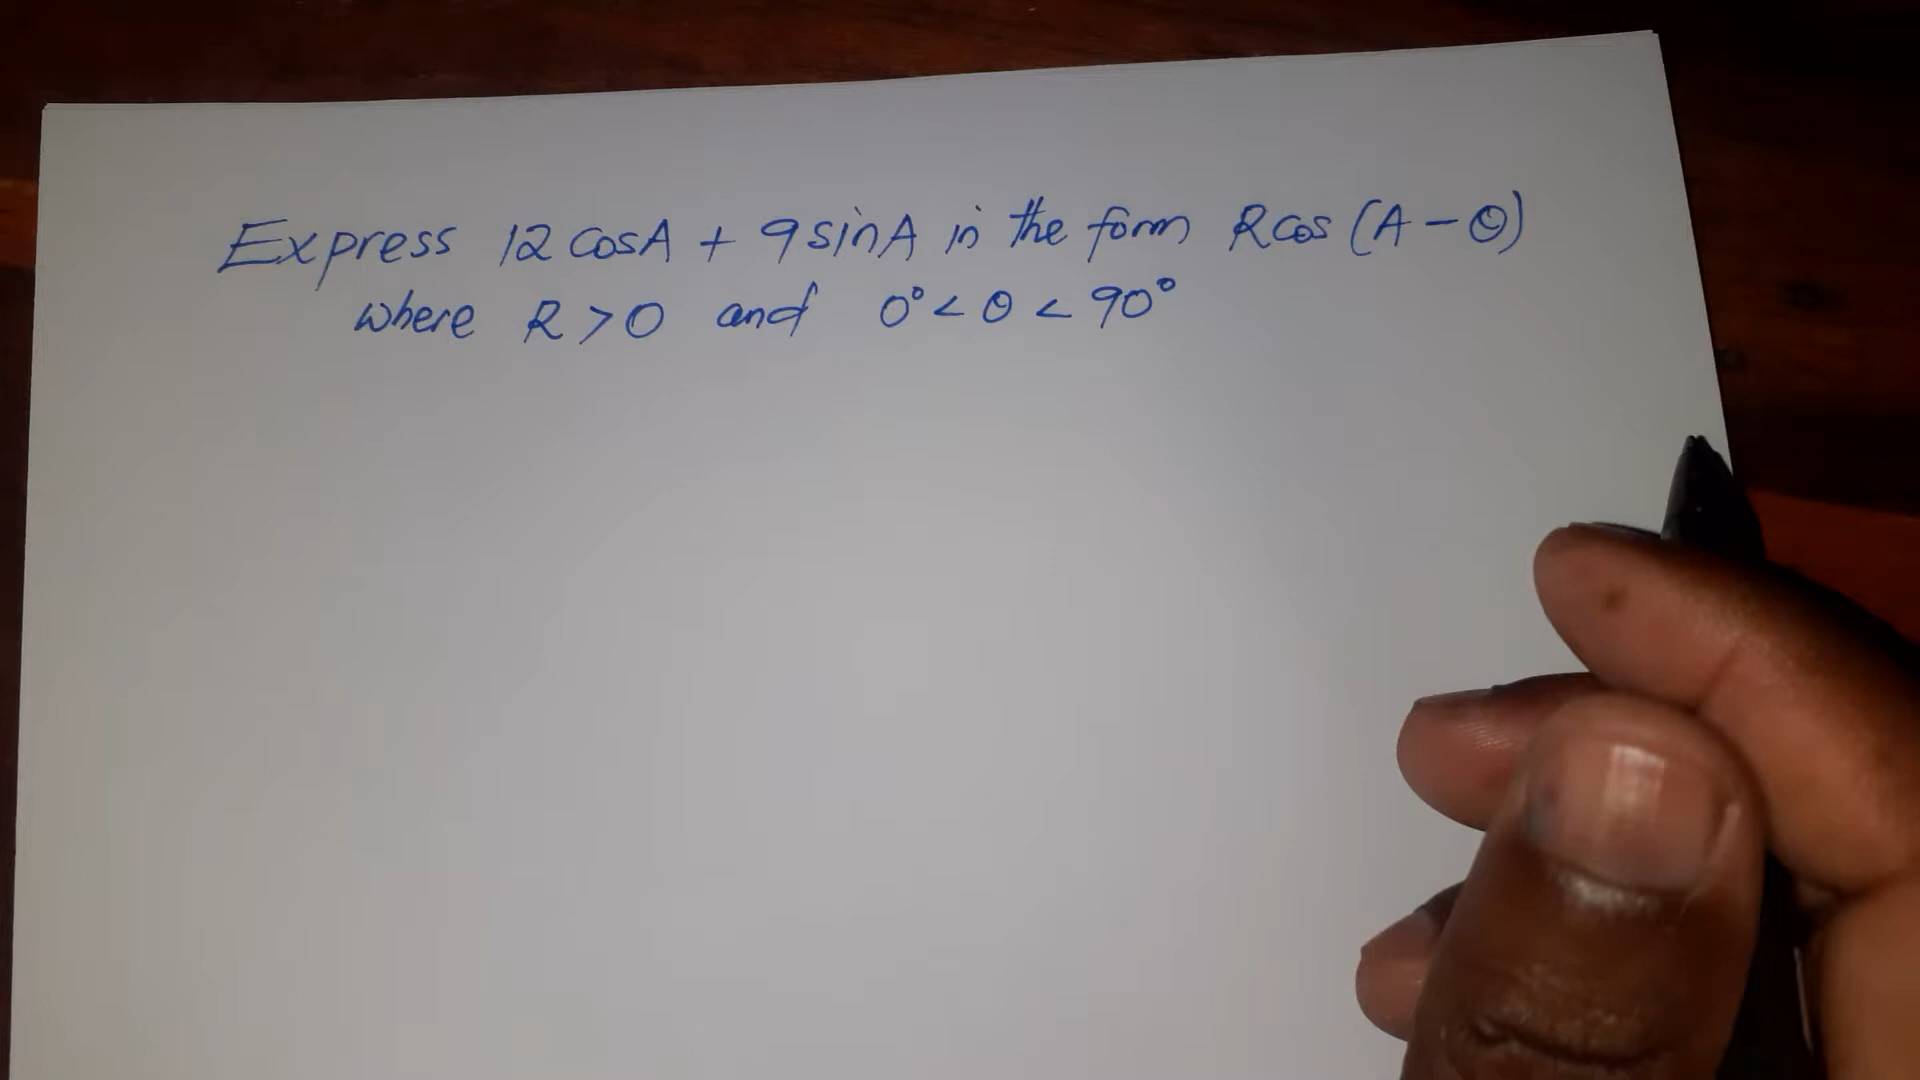 Express 12 cosA + 9 sinA in the form Rcos (A - θ)
where R > 0 and 0° < θ < 90°